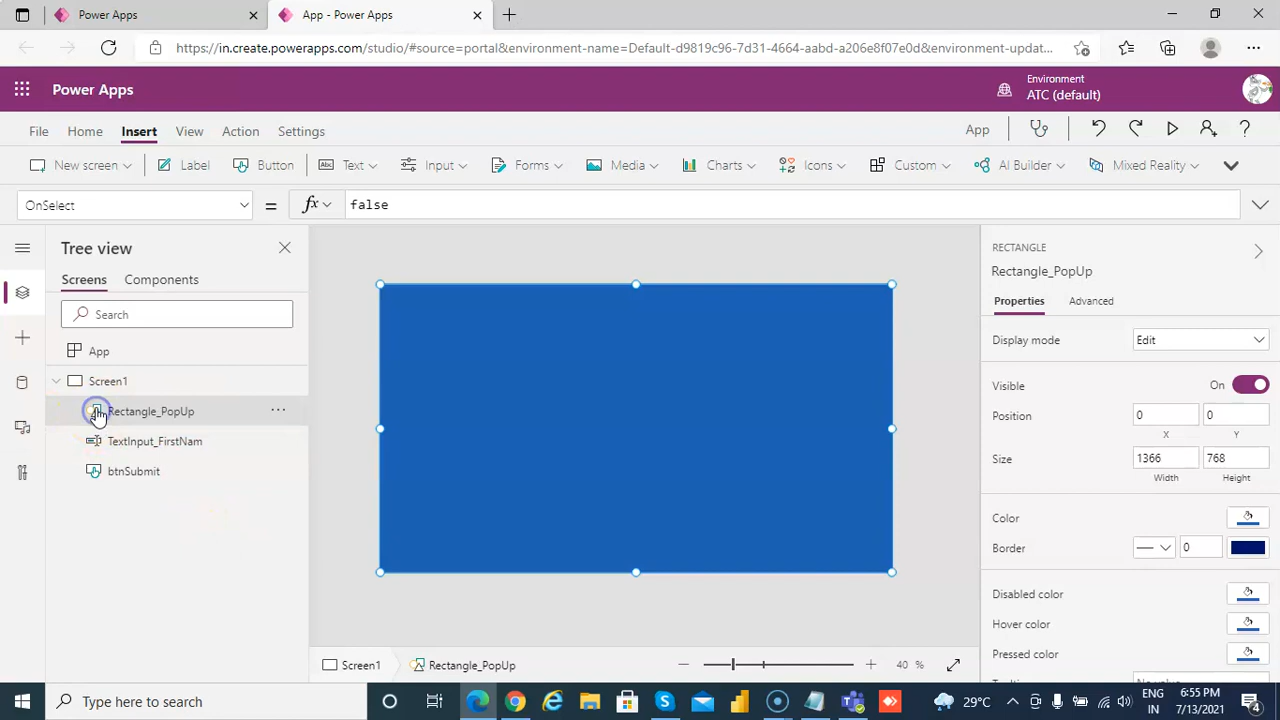 Power Apps
App - Power Apps
https://in.create.powerapps.com/studio/#source=portal&environment-name=Default-d9819c96-7d31-4664-aabd-a206e8f07e0d&environment-updat...
Power Apps
Environment
ATC (default)
File Home Insert View Action Settings App
New screen Label Button Text Input Forms Media Charts Icons Custom AI Builder Mixed Reality
OnSelect = fx false
Tree view
Screens Components
Search
App
Screen1
Rectangle_PopUp ...
TextInput_FirstNam
btnSubmit
RECTANGLE
Rectangle_PopUp
Properties Advanced
Display mode Edit
Visible On
Position 0 0
X Y
Size 1366 768
Width Height
Color
Border 0
Disabled color
Hover color
Pressed color
Screen1 Rectangle_PopUp 40 %
Type here to search
29°C
ENG
IN
6:55 PM
7/13/2021
4